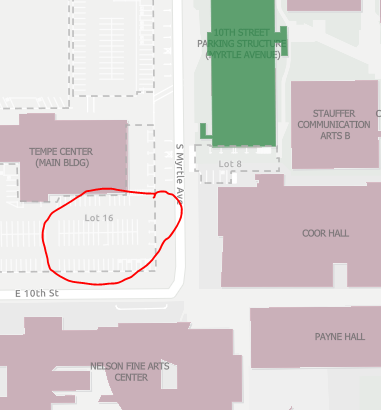 10TH STREET
PARKING STRUCTURE
(MYRTLE AVENUE)
STAUFFER
COMMUNICATION
ARTS B
C
TEMPE CENTER
(MAIN BLDG)
S Myrtle Ave
Lot 8
Lot 16
COOR HALL
E 10th St
PAYNE HALL
NELSON FINE ARTS
CENTER